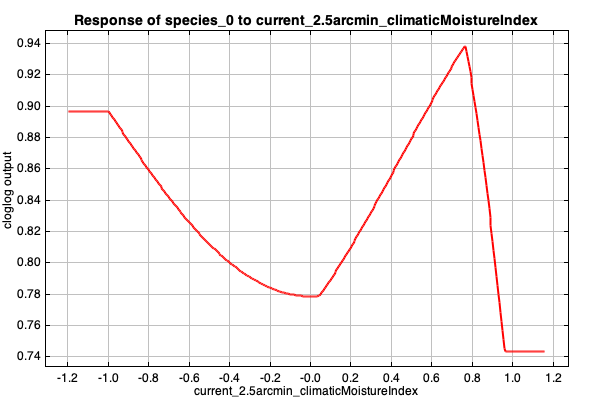 Response of species_0 to current_2.5arcmin_climaticMoistureIndex
0.94
0.92
0.90
0.88
0.86
0.84
0.82
0.80
0.78
0.76
0.74
cloglog output
-1.2 -1.0 -0.8 -0.6 -0.4 -0.2 -0.0 0.2 0.4 0.6 0.8 1.0 1.2
current_2.5arcmin_climaticMoistureIndex